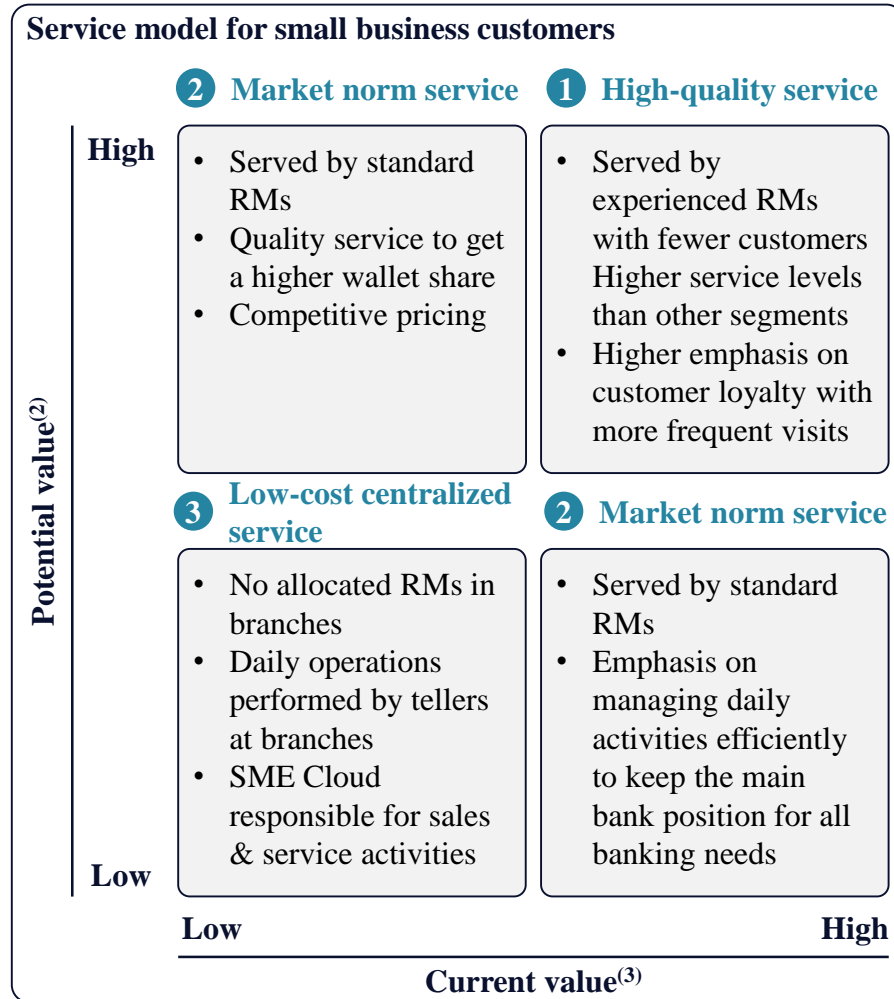 Service model for small business customers
2 Market norm service
1 High-quality service
High
• Served by standard
RMs
• Quality service to get
a higher wallet share
• Competitive pricing
• Served by
experienced RMs
with fewer customers
Higher service levels
than other segments
• Higher emphasis on
customer loyalty with
more frequent visits
Potential value(2)
3 Low-cost centralized
service
2 Market norm service
• No allocated RMs in
branches
• Daily operations
performed by tellers
at branches
• SME Cloud
responsible for sales
& service activities
• Served by standard
RMs
• Emphasis on
managing daily
activities efficiently
to keep the main
bank position for all
banking needs
Low
Low
High
Current value(3)